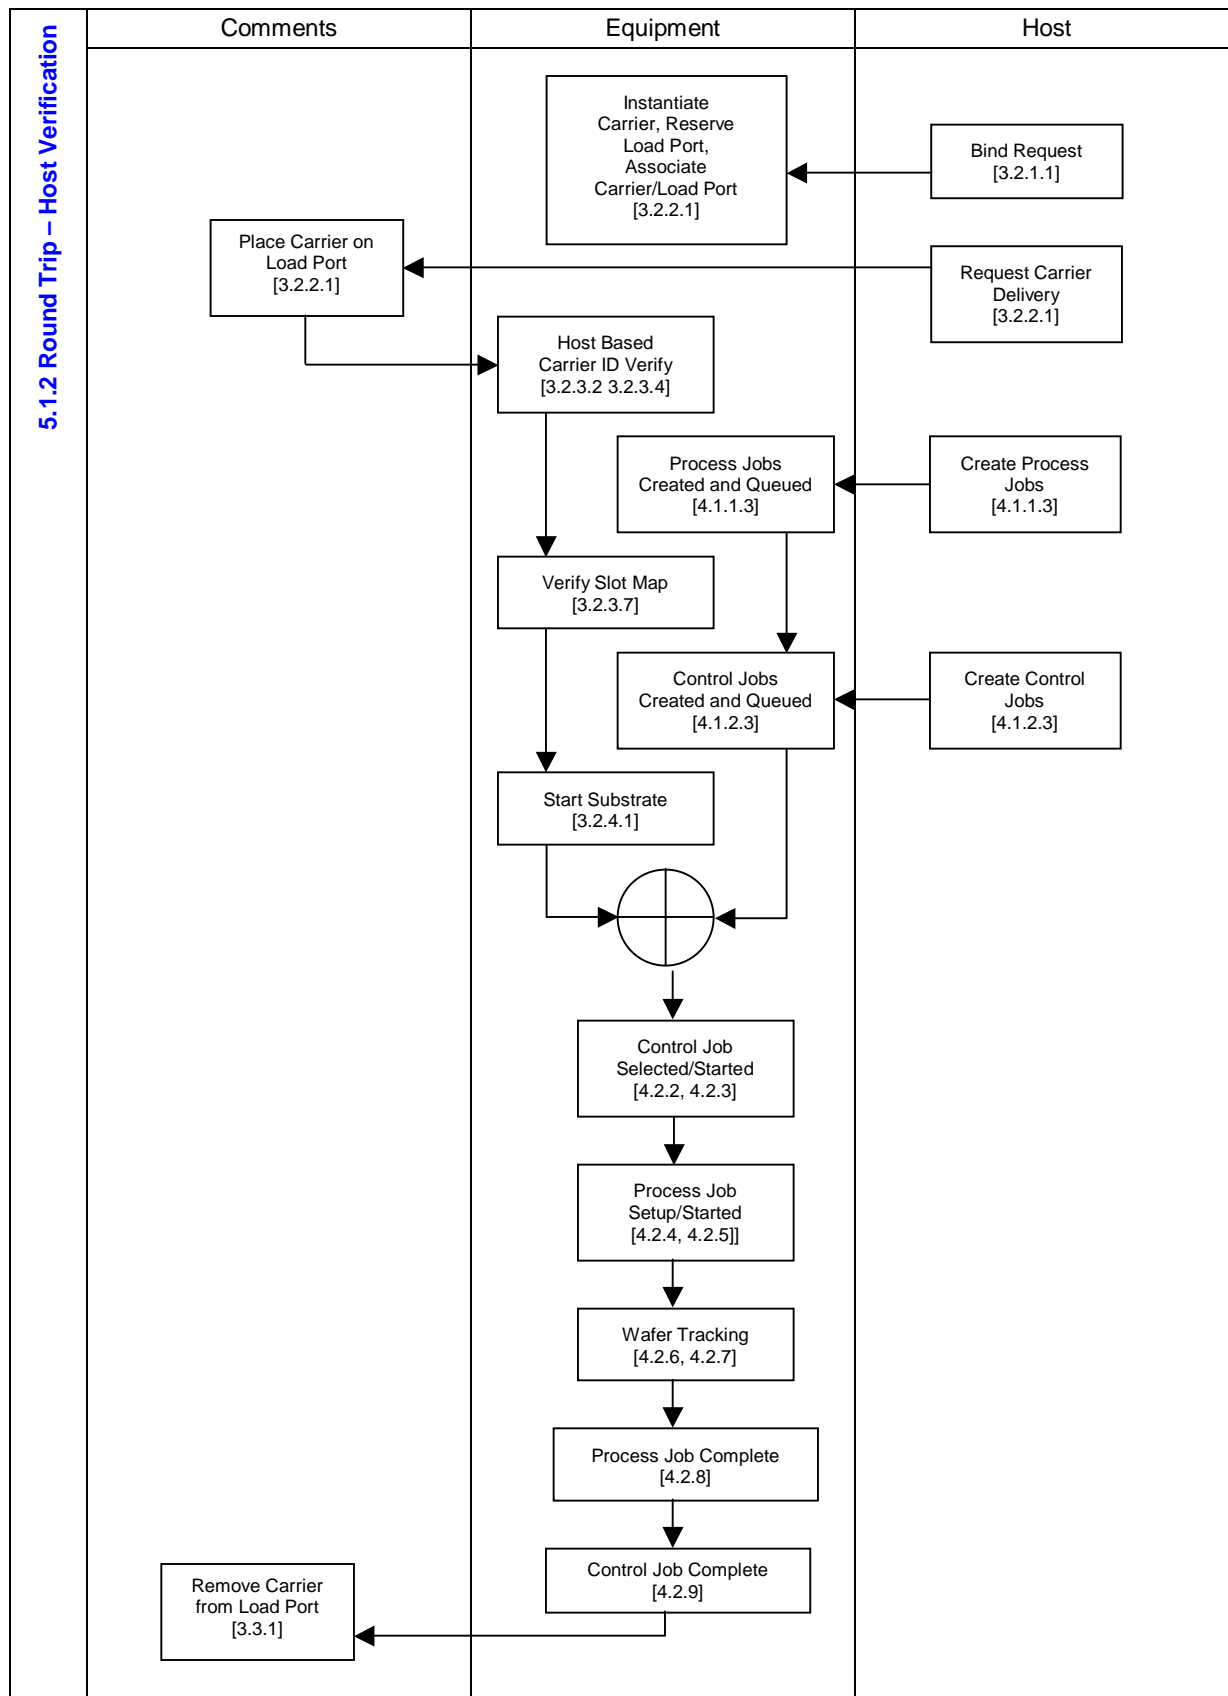 5.1.2 Round Trip – Host Verification
Comments
Equipment
Host
Instantiate
Carrier, Reserve
Load Port,
Associate
Carrier/Load Port
[3.2.2.1]
Bind Request
[3.2.1.1]
Place Carrier on
Load Port
[3.2.2.1]
Request Carrier
Delivery
[3.2.2.1]
Host Based
Carrier ID Verify
[3.2.3.2 3.2.3.4]
Process Jobs
Created and Queued
[4.1.1.3]
Create Process
Jobs
[4.1.1.3]
Verify Slot Map
[3.2.3.7]
Control Jobs
Created and Queued
[4.1.2.3]
Create Control
Jobs
[4.1.2.3]
Start Substrate
[3.2.4.1]
Control Job
Selected/Started
[4.2.2, 4.2.3]
Process Job
Setup/Started
[4.2.4, 4.2.5]]
Wafer Tracking
[4.2.6, 4.2.7]
Process Job Complete
[4.2.8]
Control Job Complete
[4.2.9]
Remove Carrier
from Load Port
[3.3.1]